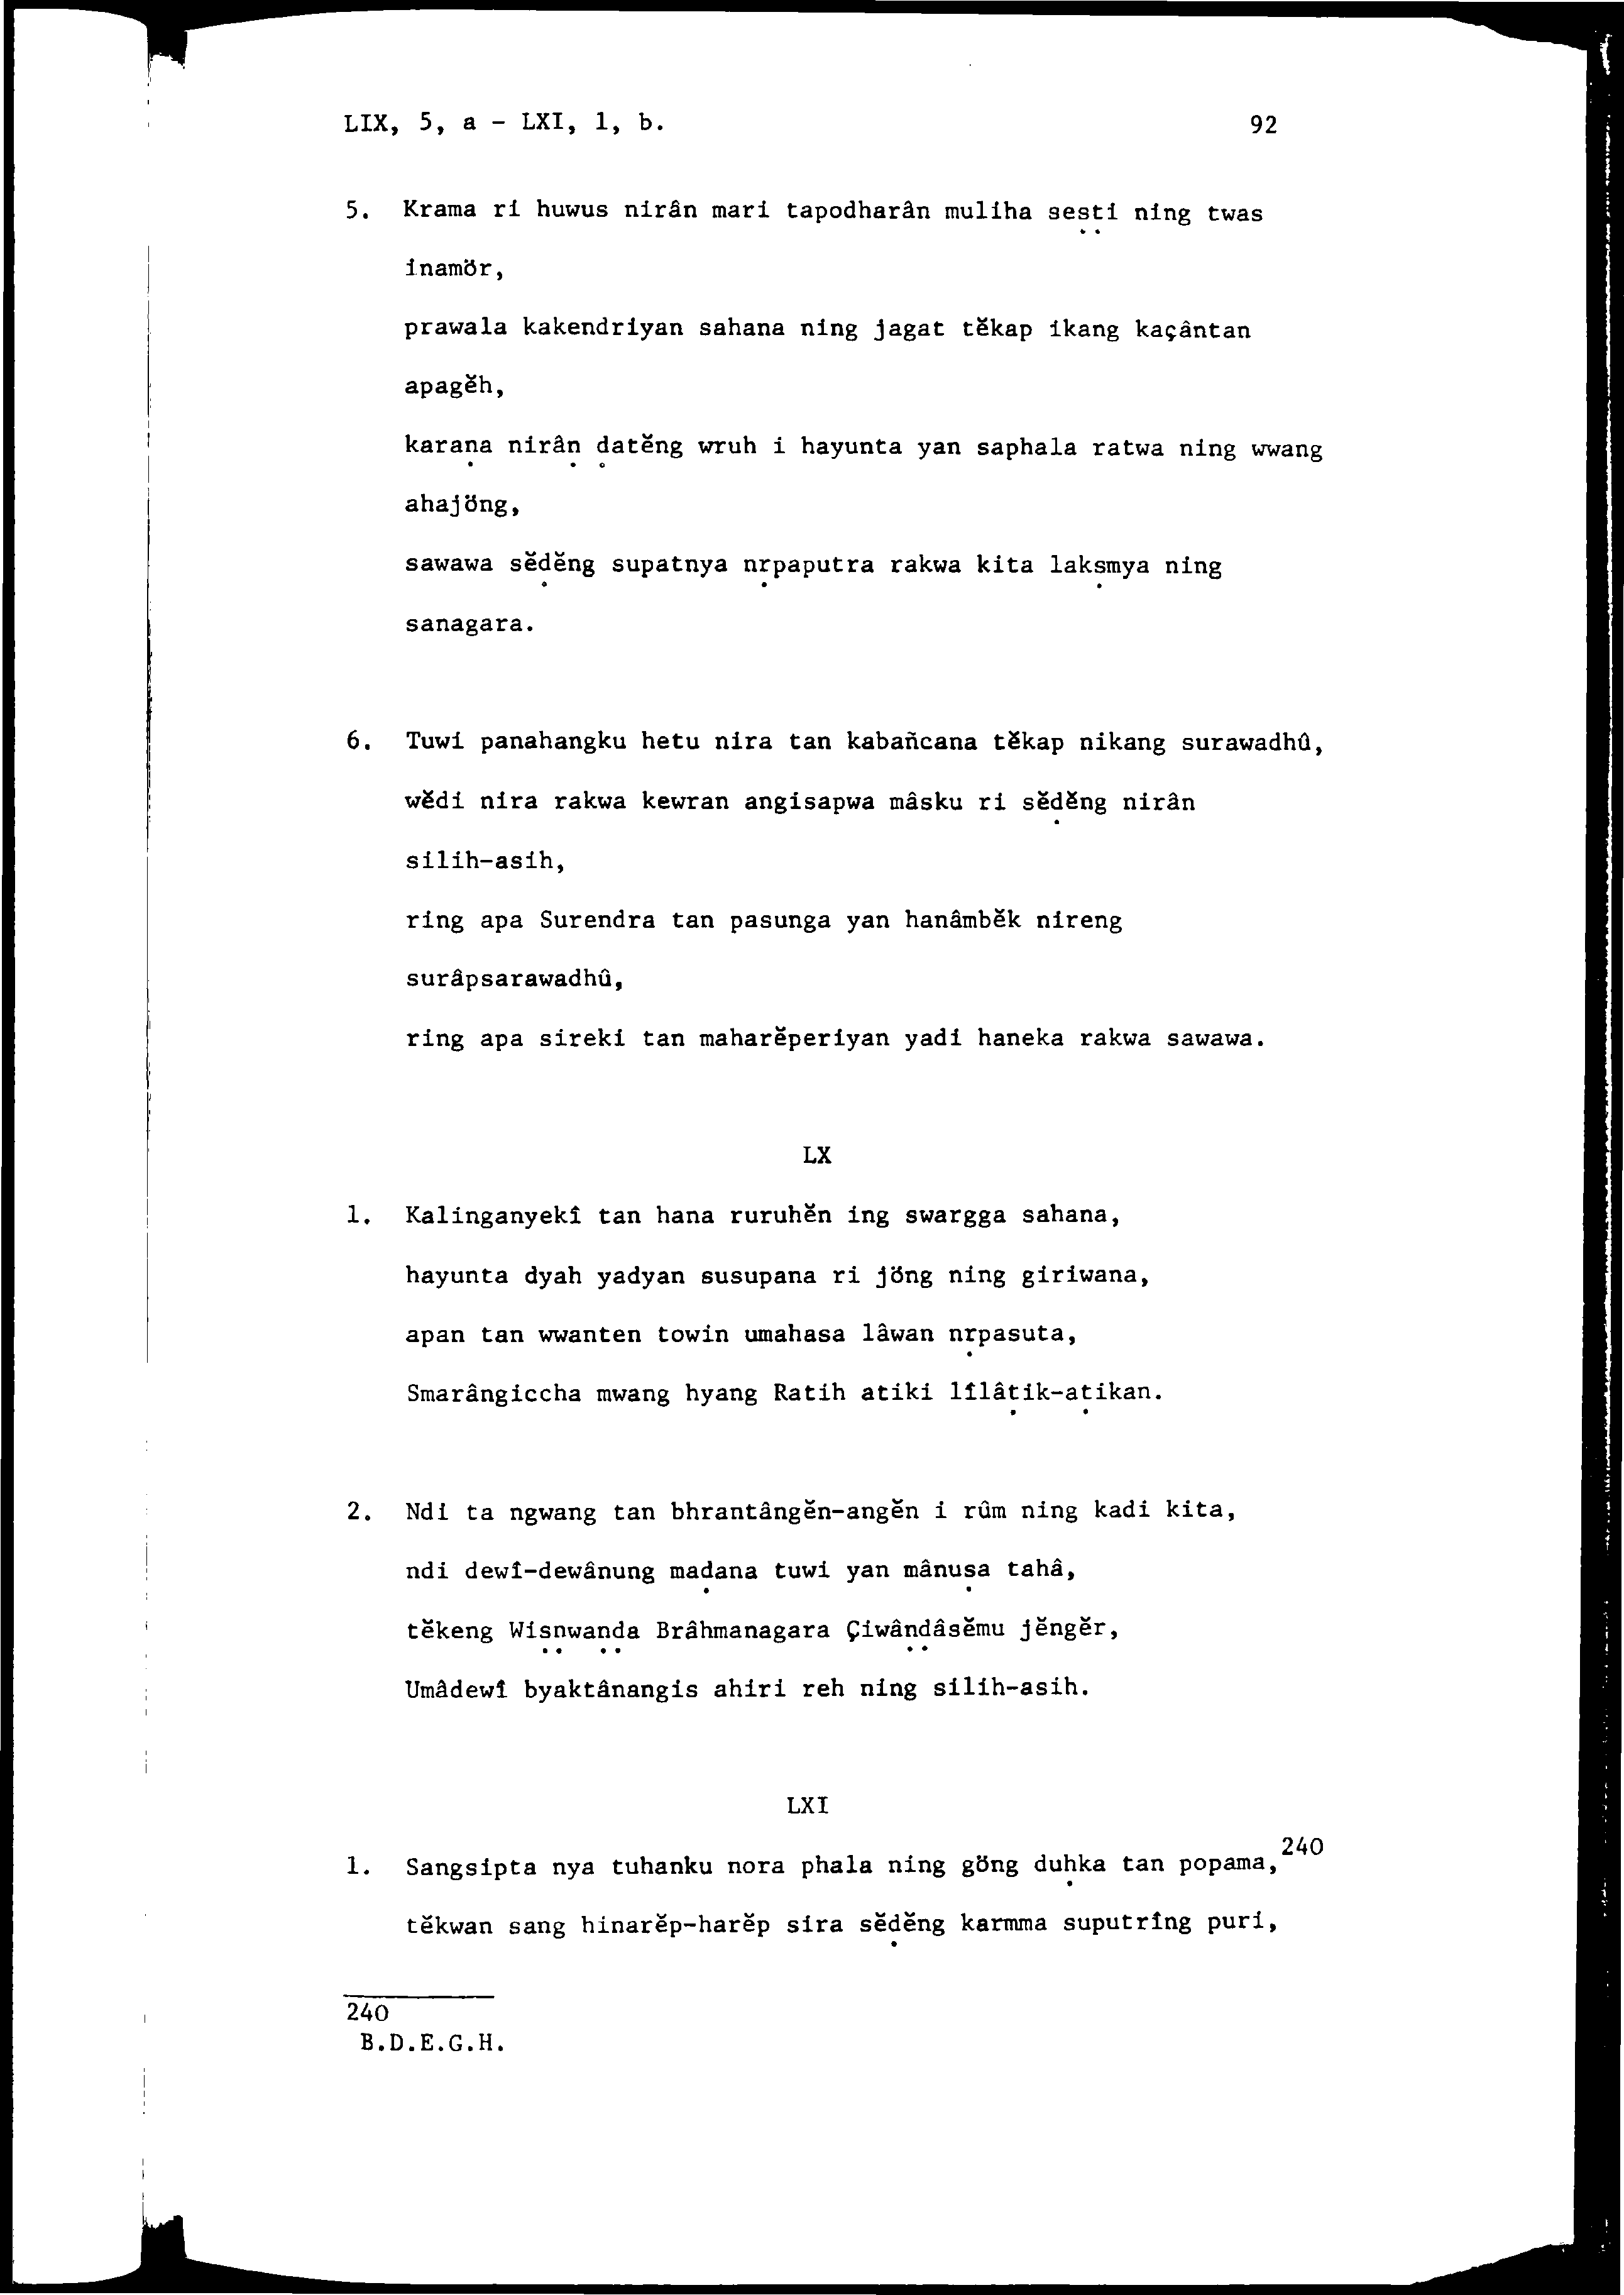 LIX, 5, a - LXI, 1, b. 92
5. Krama ri huwus nirân mari tapodharân muliha seṣṭi ning twas
inamör,
prawala kakendriyan sahana ning jagat tĕkap ikang kaçântan
apagĕh,
karaṇa nirâṇ ḍatĕng wruh i hayunta yan saphala ratwa ning wwang
ahajöng,
sawawa sĕḍĕng supatnya nṛpaputra rakwa kita lakṣmya ning
sanagara.
6. Tuwi panahangku hetu nira tan kabañcana tĕkap nikang surawadhû,
wĕdi nira rakwa kewran angisapwa mâsku ri sĕḍĕng nirân
silih-asih,
ring apa Surendra tan pasunga yan hanâmbĕk nireng
surâpsarawadhû,
ring apa sireki tan maharĕperiyan yadi haneka rakwa sawawa.
LX
1. Kalinganyekî tan hana ruruhĕn ing swargga sahana,
hayunta dyah yadyan susupana ri jöng ning giriwana,
apan tan wwanten towin umahasa lâwan nṛpasuta,
Smarângiccha mwang hyang Ratih atiki lîlâṭik-aṭikan.
2. Ndi ta ngwang tan bhrantângĕn-angĕn i rûm ning kadi kita,
ndi dewî-dewânung maḍana tuwi yan mânuṣa tahâ,
tĕkeng Wiṣṇwaṇḍa Brâhmanagara Çiwâṇḍâsĕmu jĕngĕr,
Umâdewî byaktânangis ahiri reh ning silih-asih.
LXI
1. Sangsipta nya tuhanku nora phala ning göng duḥka tan popama,240
tĕkwan sang hinarĕp-harĕp sira sĕḍĕng karmma suputrîng puri,
240
B.D.E.G.H.